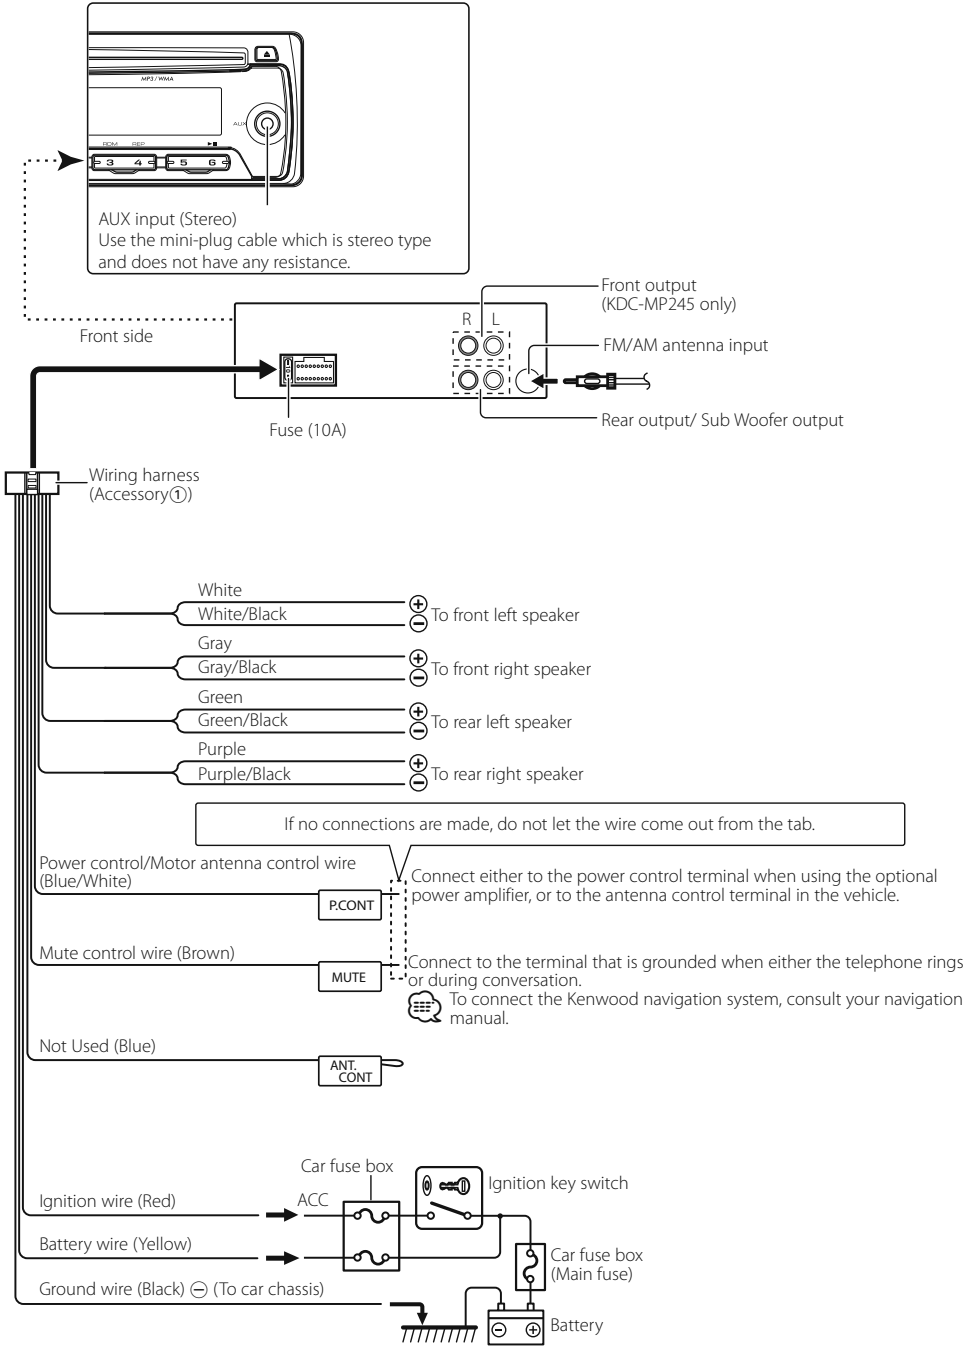 MP3 / WMA
AUX
RDM REP ►■
3 4 5 6
AUX input (Stereo)
Use the mini-plug cable which is stereo type
and does not have any resistance.
Front output
(KDC-MP245 only)
R L
Front side
FM/AM antenna input
Fuse (10A)
Rear output/ Sub Woofer output
Wiring harness
(Accessory①)
White
White/Black
⊕
⊖
To front left speaker
Gray
Gray/Black
⊕
⊖
To front right speaker
Green
Green/Black
⊕
⊖
To rear left speaker
Purple
Purple/Black
⊕
⊖
To rear right speaker
If no connections are made, do not let the wire come out from the tab.
Power control/Motor antenna control wire
(Blue/White)
P.CONT
Connect either to the power control terminal when using the optional
power amplifier, or to the antenna control terminal in the vehicle.
Mute control wire (Brown)
MUTE
Connect to the terminal that is grounded when either the telephone rings
or during conversation.
To connect the Kenwood navigation system, consult your navigation
manual.
Not Used (Blue)
ANT.
CONT
Car fuse box
Ignition key switch
Ignition wire (Red)
ACC
Battery wire (Yellow)
Car fuse box
(Main fuse)
Ground wire (Black) ⊖ (To car chassis)
⊖ ⊕
Battery